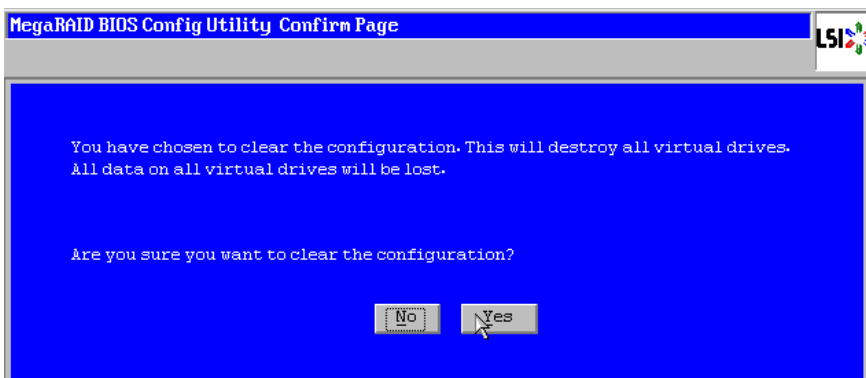 MegaRAID BIOS Config Utility Confirm Page
LSI
You have chosen to clear the configuration. This will destroy all virtual drives.
All data on all virtual drives will be lost.
Are you sure you want to clear the configuration?
No Yes